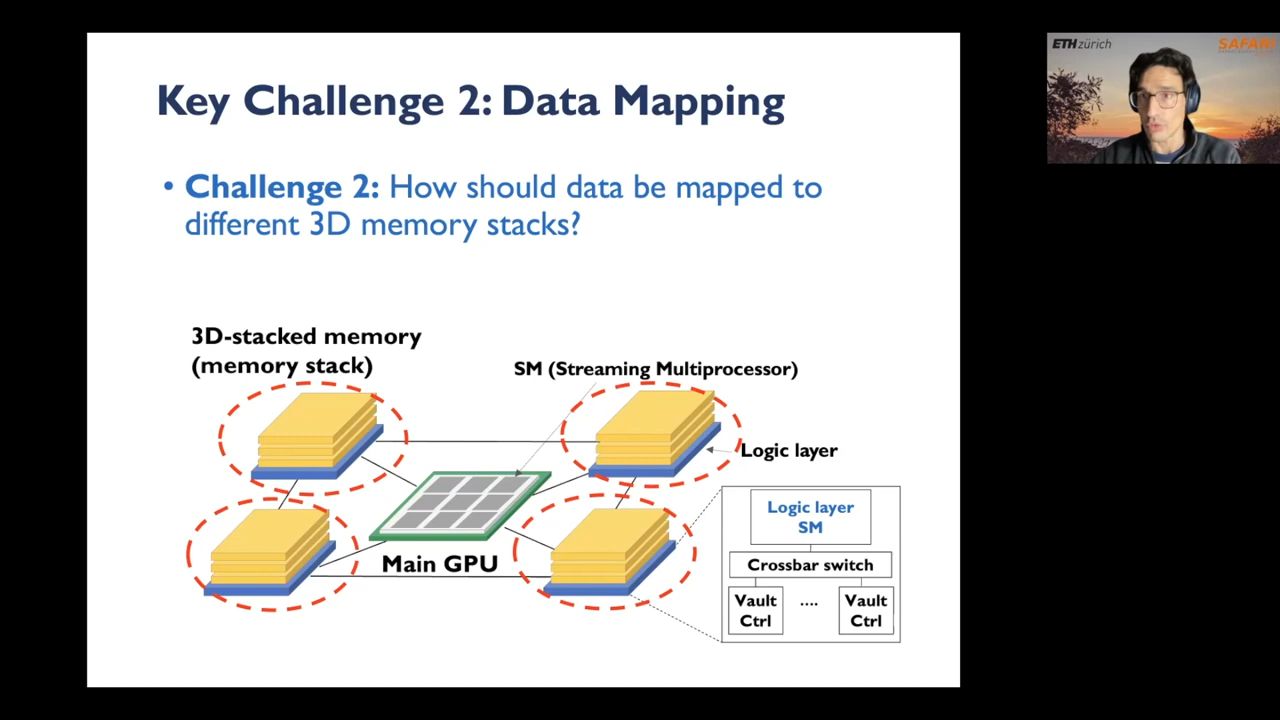 Key Challenge 2: Data Mapping
• Challenge 2: How should data be mapped to
different 3D memory stacks?
3D-stacked memory
(memory stack)
SM (Streaming Multiprocessor)
Logic layer
Main GPU
Logic layer
SM
Crossbar switch
Vault
Ctrl
....
Vault
Ctrl
ETH zürich
SAFARI